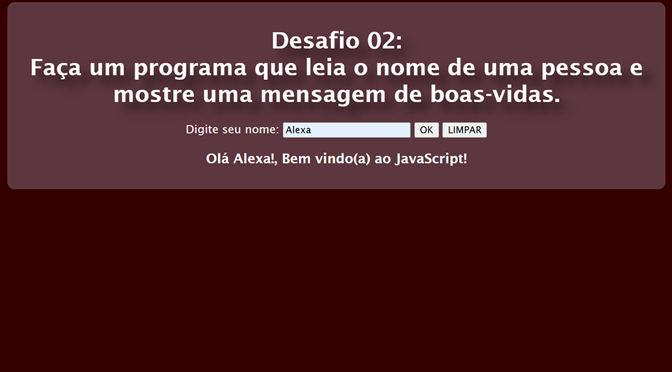 Desafio 02:
Faça um programa que leia o nome de uma pessoa e
mostre uma mensagem de boas-vidas.
Digite seu nome: Alexa OK LIMPAR
Olá Alexa!, Bem vindo(a) ao JavaScript!